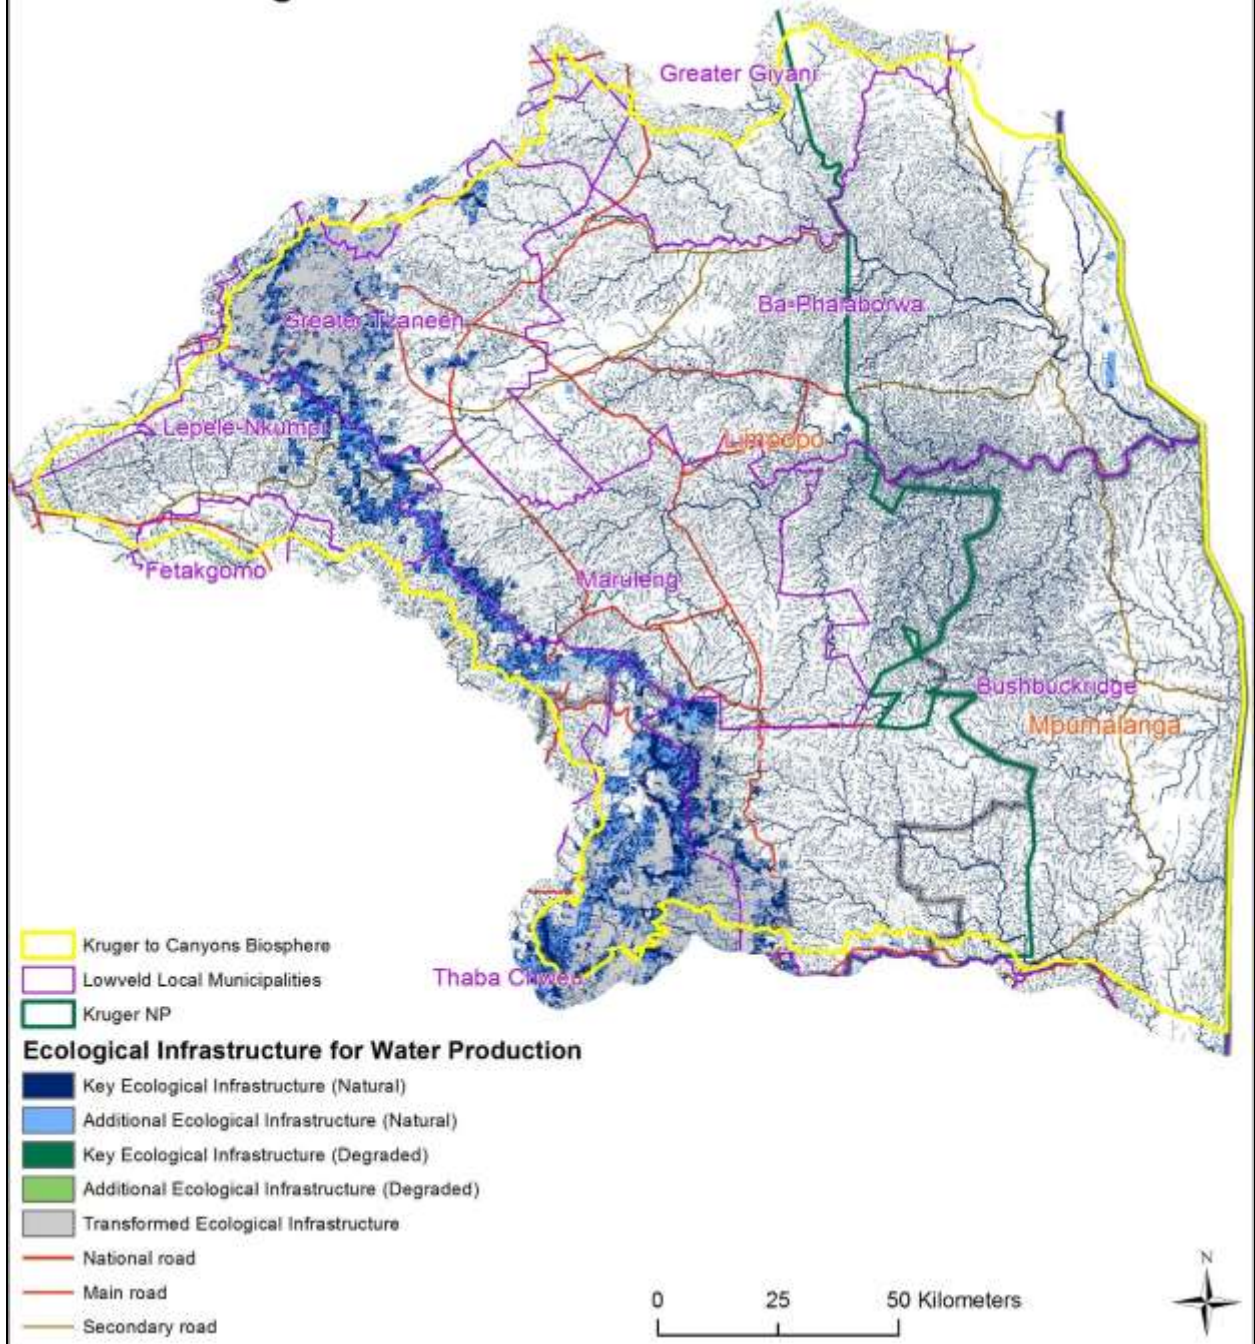 Greater Giyani
Ba-Phalaborwa
Greater Tzaneen
Lepele-Nkumpi
Limpopo
Fetakgomo
Maruleng
Bushbuckridge
Mpumalanga
Thaba Chweu
Kruger to Canyons Biosphere
Lowveld Local Municipalities
Kruger NP
Ecological Infrastructure for Water Production
Key Ecological Infrastructure (Natural)
Additional Ecological Infrastructure (Natural)
Key Ecological Infrastructure (Degraded)
Additional Ecological Infrastructure (Degraded)
Transformed Ecological Infrastructure
National road
Main road
Secondary road
0 25 50 Kilometers
N